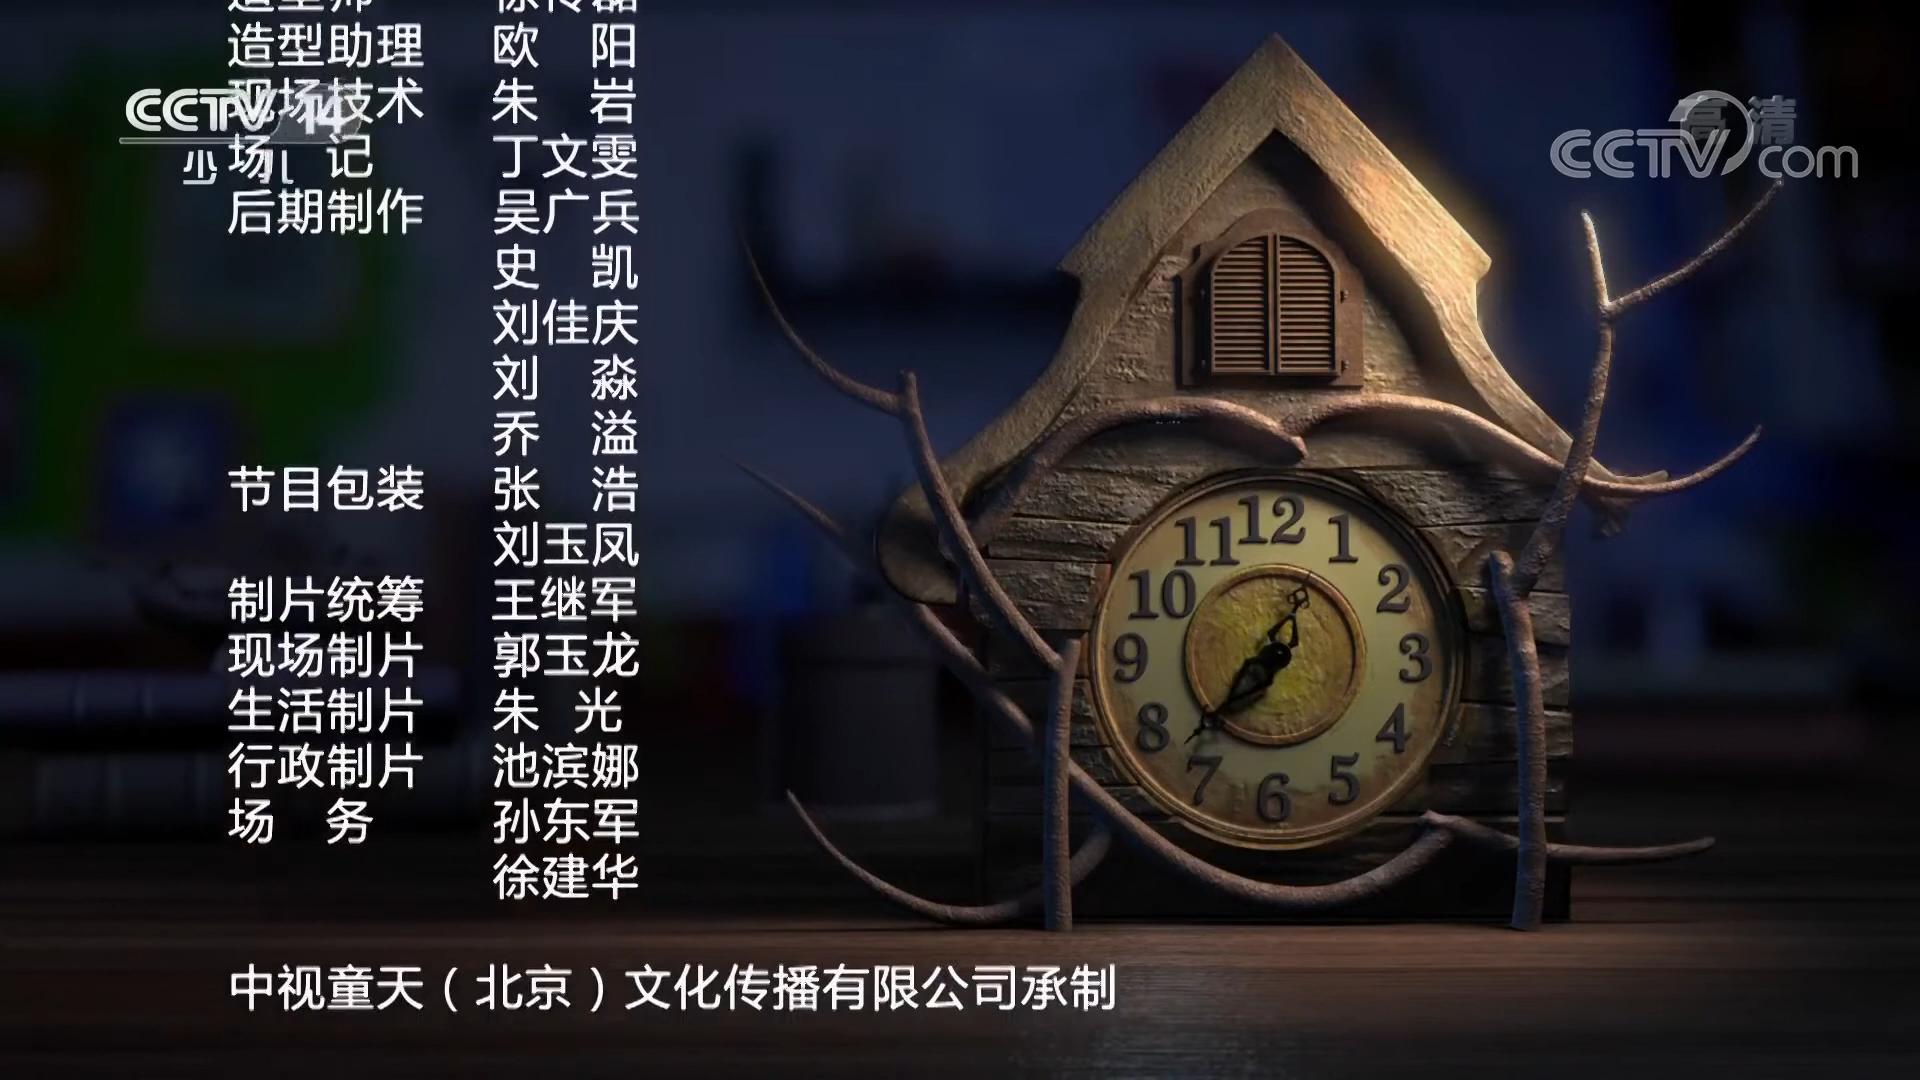 造型助理 欧 阳
现场技术 朱 岩
场 记 丁文雯
后期制作 吴广兵
史 凯
刘佳庆
刘 淼
乔 溢
节目包装 张 浩
刘玉凤
制片统筹 王继军
现场制片 郭玉龙
生活制片 朱 光
行政制片 池滨娜
场 务 孙东军
徐建华
中视童天（北京）文化传播有限公司承制
CCTV 14
少儿
高清
CCTV.com
12
1
2
3
4
5
6
7
8
9
10
11